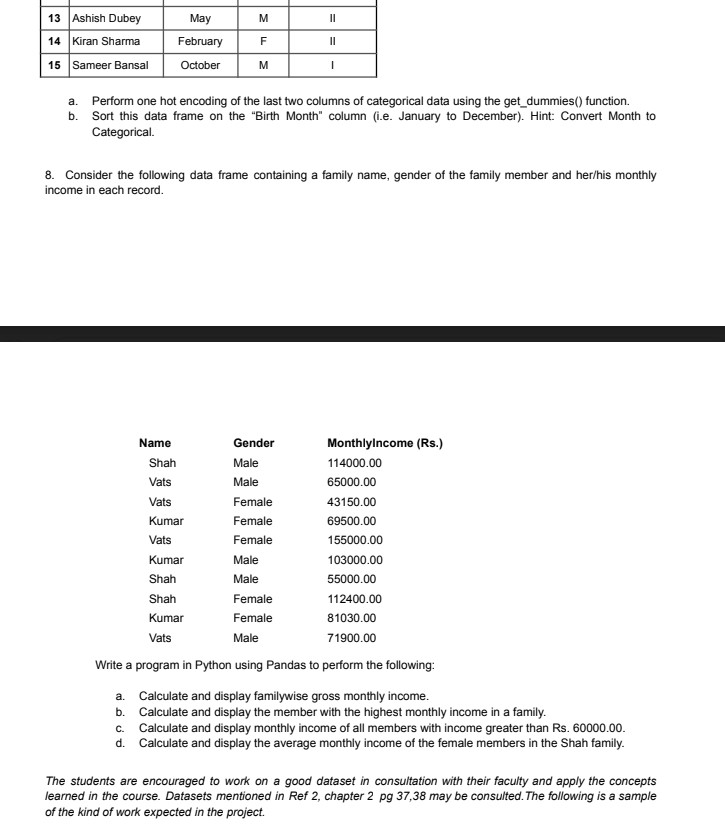 13 Ashish Dubey May M II
14 Kiran Sharma February F II
15 Sameer Bansal October M I
a. Perform one hot encoding of the last two columns of categorical data using the get_dummies() function.
b. Sort this data frame on the “Birth Month” column (i.e. January to December). Hint: Convert Month to
Categorical.
8. Consider the following data frame containing a family name, gender of the family member and her/his monthly
income in each record.
Name Gender MonthlyIncome (Rs.)
Shah Male 114000.00
Vats Male 65000.00
Vats Female 43150.00
Kumar Female 69500.00
Vats Female 155000.00
Kumar Male 103000.00
Shah Male 55000.00
Shah Female 112400.00
Kumar Female 81030.00
Vats Male 71900.00
Write a program in Python using Pandas to perform the following:
a. Calculate and display familywise gross monthly income.
b. Calculate and display the member with the highest monthly income in a family.
c. Calculate and display monthly income of all members with income greater than Rs. 60000.00.
d. Calculate and display the average monthly income of the female members in the Shah family.
The students are encouraged to work on a good dataset in consultation with their faculty and apply the concepts
learned in the course. Datasets mentioned in Ref 2, chapter 2 pg 37,38 may be consulted.The following is a sample
of the kind of work expected in the project.